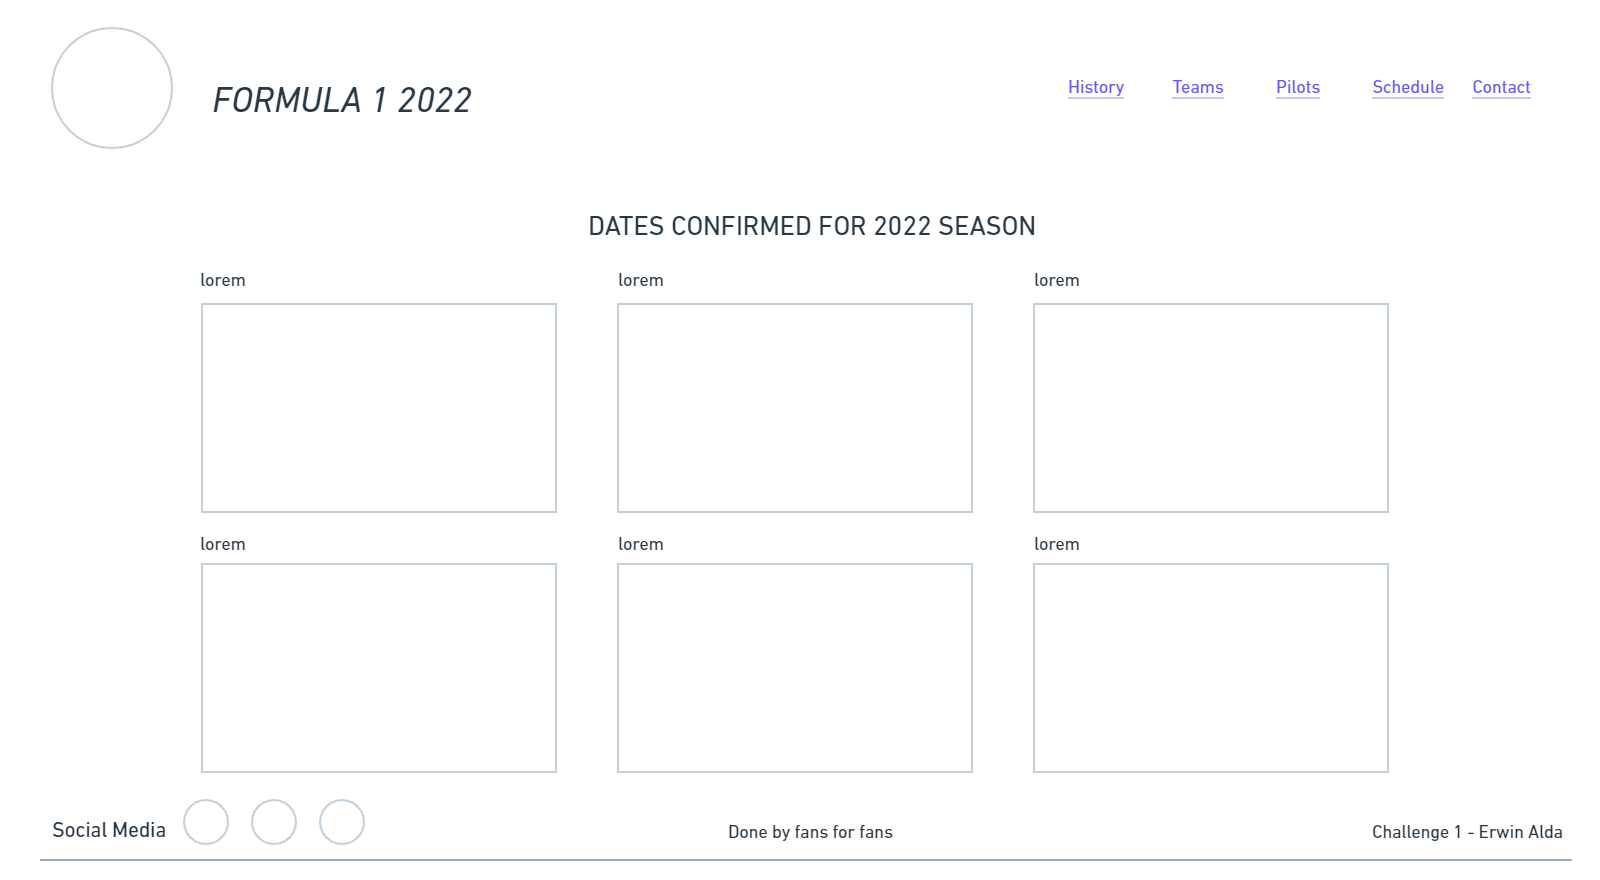 FORMULA 1 2022
History Teams Pilots Schedule Contact
DATES CONFIRMED FOR 2022 SEASON
lorem lorem lorem
lorem lorem lorem
Social Media
Done by fans for fans
Challenge 1 - Erwin Alda